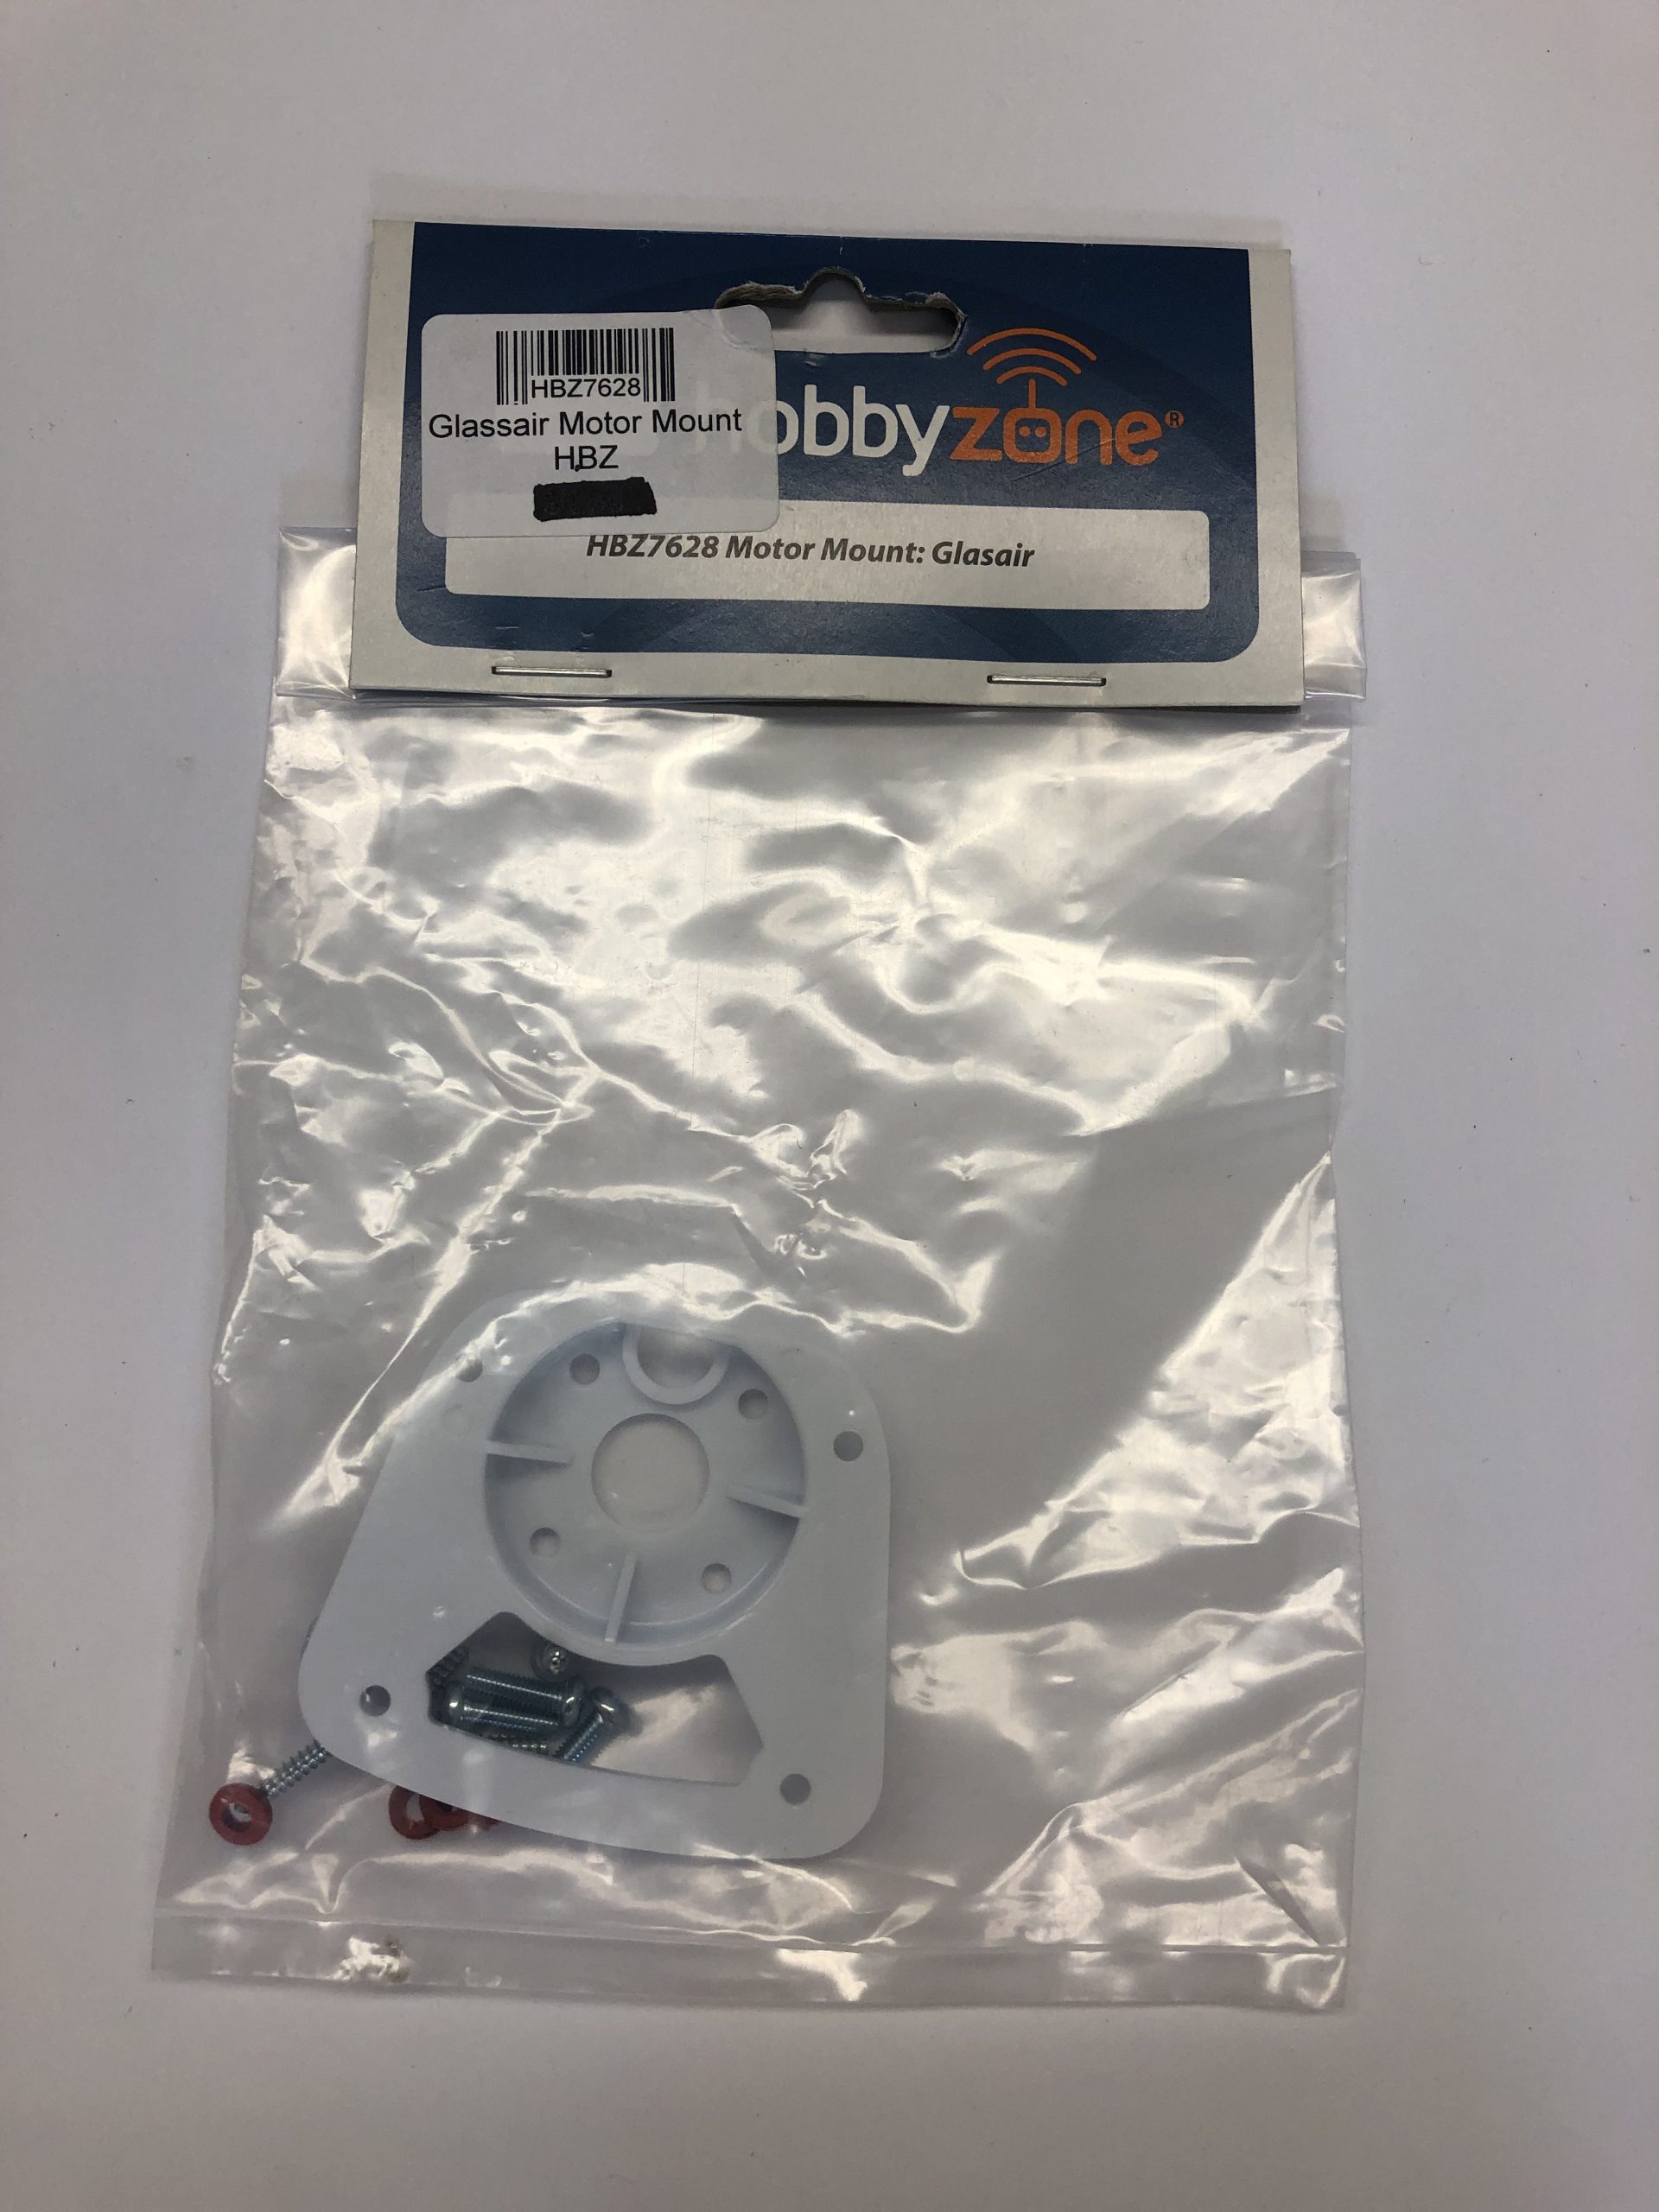 HBZ7628
Glassair Motor Mount
HBZ
hobbyzone®
HBZ7628 Motor Mount: Glasair